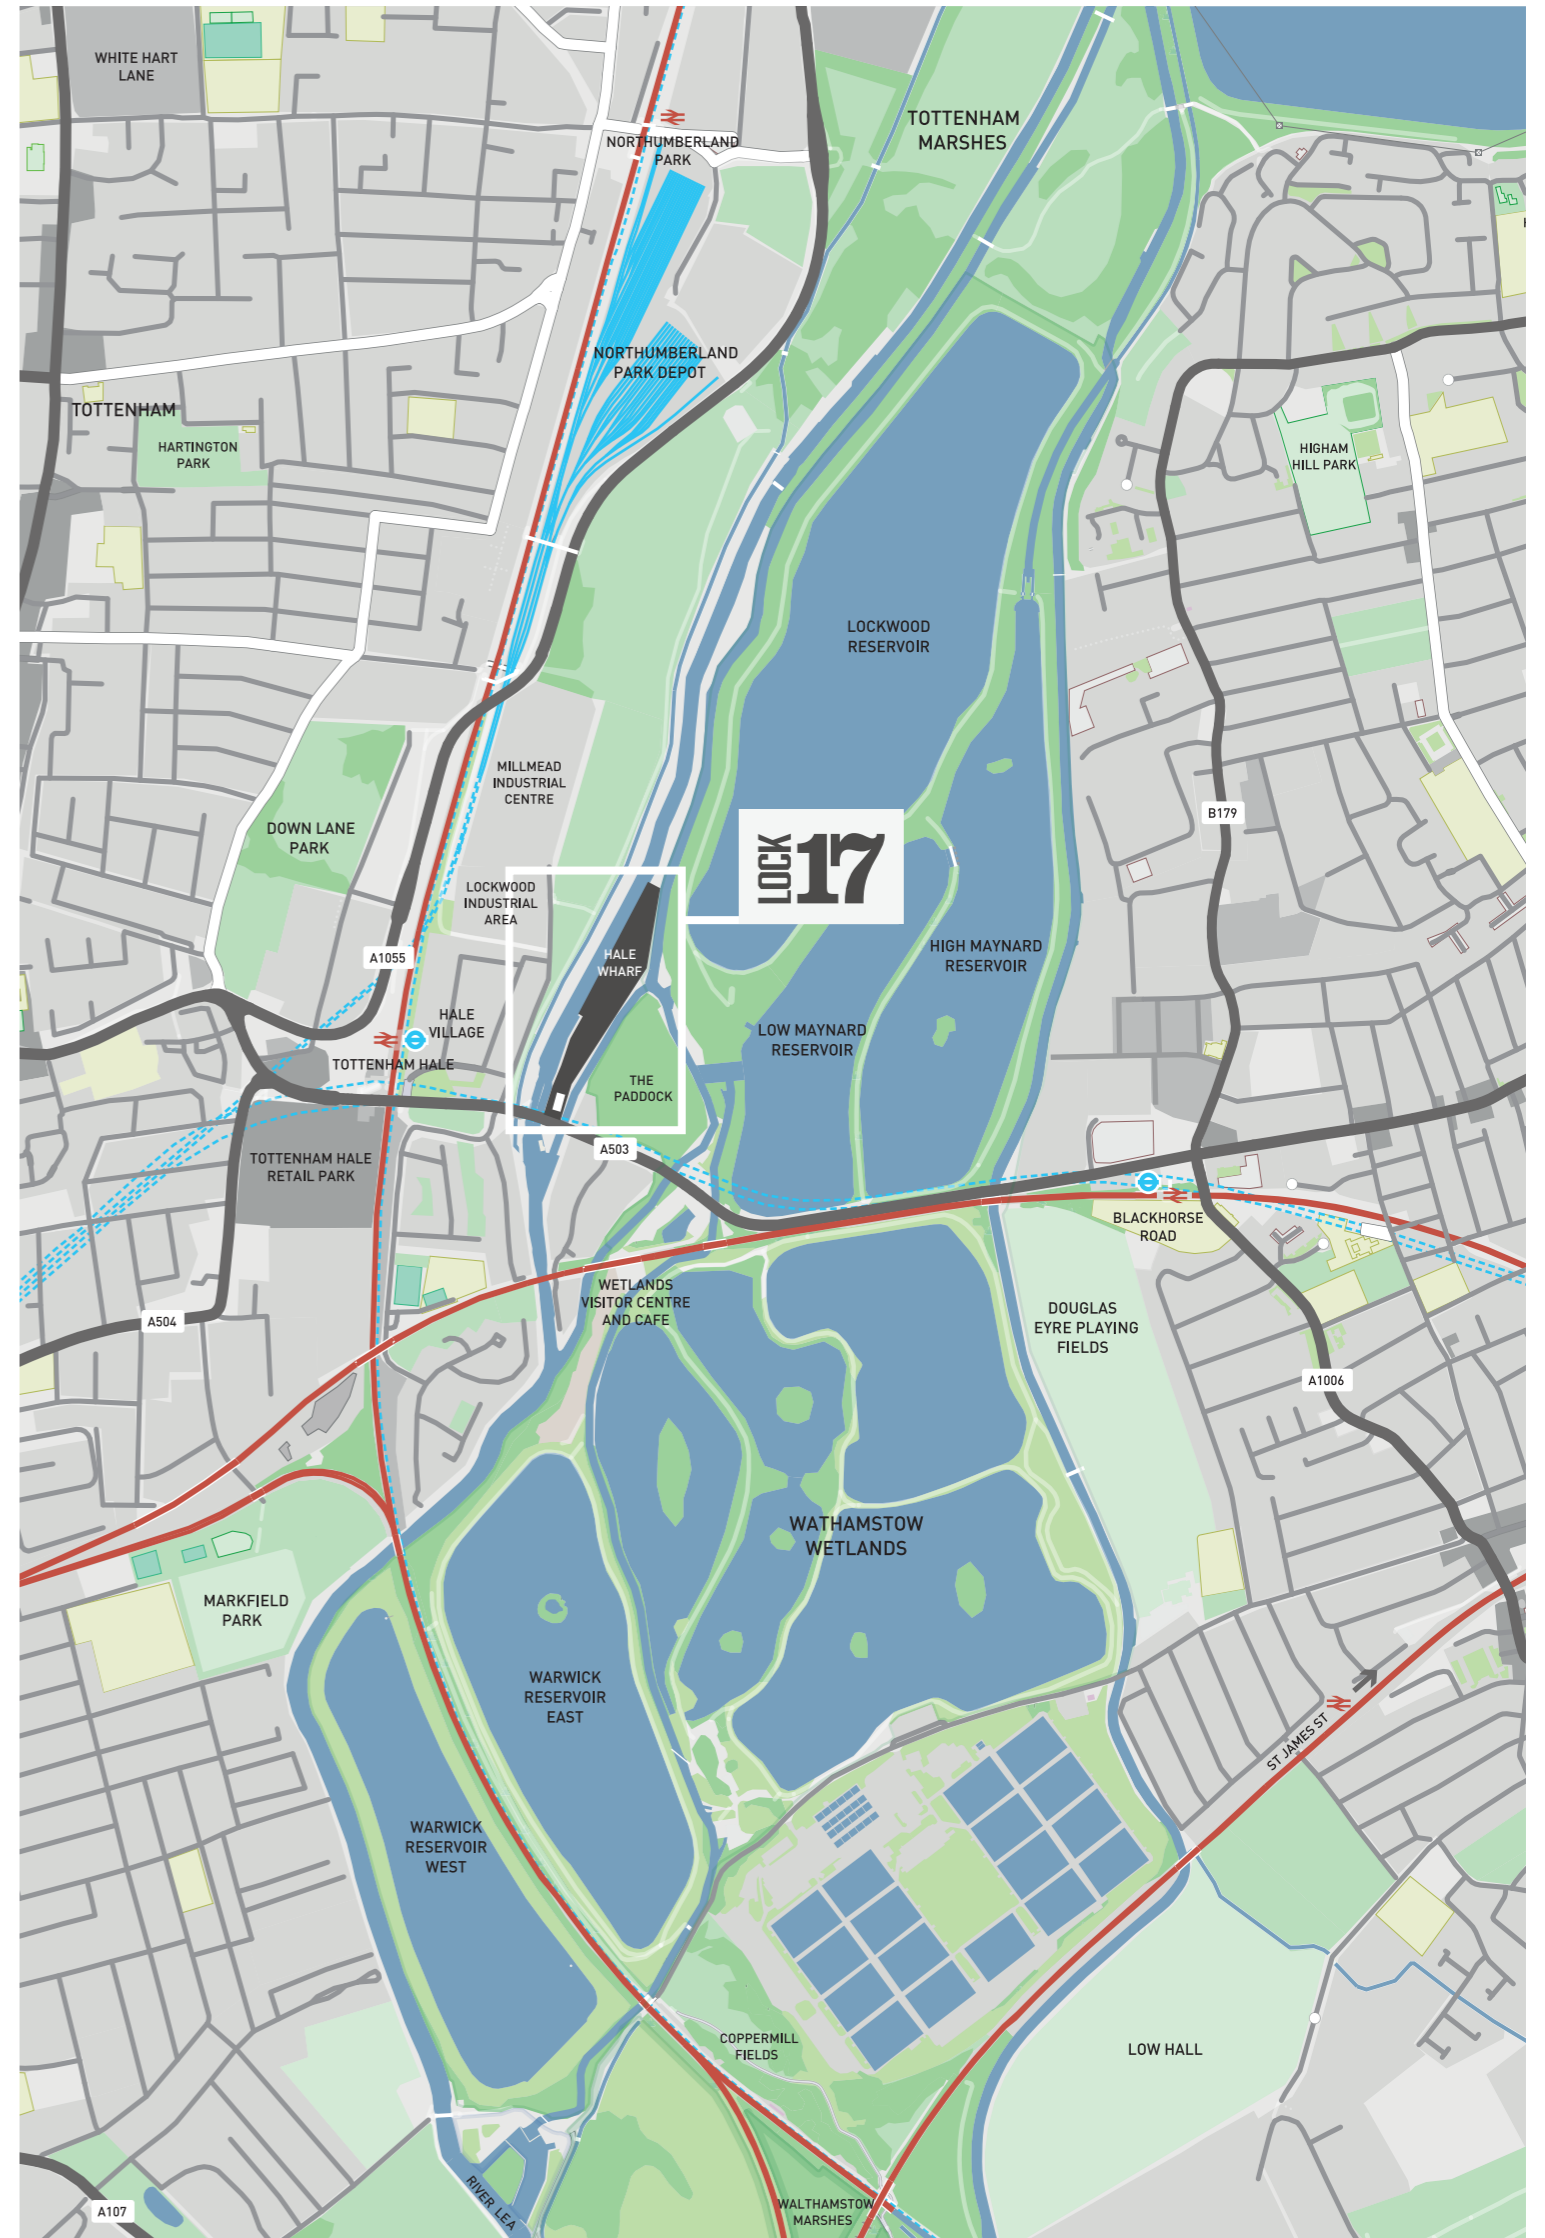 WHITE HART
LANE
TOTTENHAM
MARSHES
NORTHUMBERLAND
PARK
NORTHUMBERLAND
PARK DEPOT
TOTTENHAM
HARTINGTON
PARK
HIGHAM
HILL PARK
LOCKWOOD
RESERVOIR
MILLMEAD
INDUSTRIAL
CENTRE
B179
DOWN LANE
PARK
LOCK
17
LOCKWOOD
INDUSTRIAL
AREA
A1055
HALE
WHARF
HIGH MAYNARD
RESERVOIR
HALE
VILLAGE
LOW MAYNARD
RESERVOIR
TOTTENHAM HALE
THE
PADDOCK
A503
TOTTENHAM HALE
RETAIL PARK
BLACKHORSE
ROAD
WETLANDS
VISITOR CENTRE
AND CAFE
A504
DOUGLAS
EYRE PLAYING
FIELDS
A1006
WATHAMSTOW
WETLANDS
MARKFIELD
PARK
WARWICK
RESERVOIR
EAST
ST JAMES ST
WARWICK
RESERVOIR
WEST
COPPERMILL
FIELDS
LOW HALL
RIVER LEA
WALTHAMSTOW
MARSHES
A107